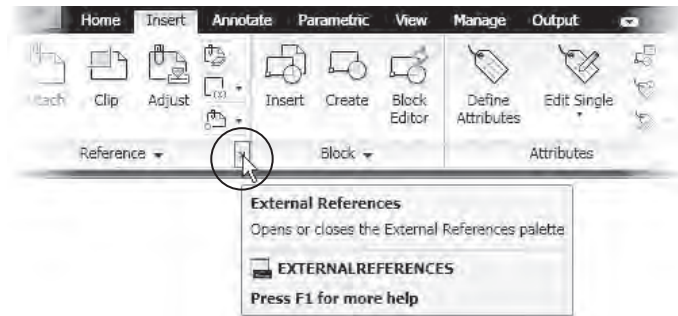 Home Insert Annotate Parametric View Manage Output
Attach Clip Adjust Insert Create Block Editor Define Attributes Edit Single
Reference Block Attributes
External References
Opens or closes the External References palette
EXTERNALREFERENCES
Press F1 for more help